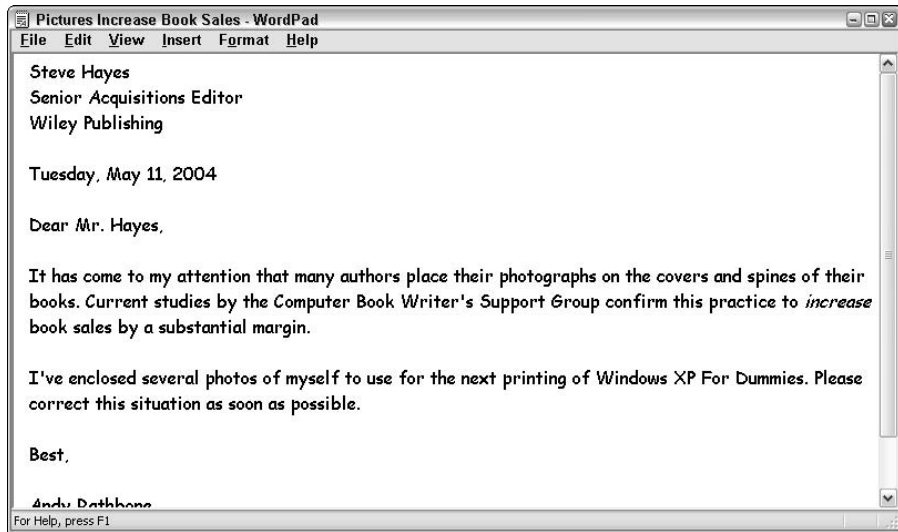 Pictures Increase Book Sales - WordPad
File Edit View Insert Format Help
Steve Hayes
Senior Acquisitions Editor
Wiley Publishing
Tuesday, May 11, 2004
Dear Mr. Hayes,
It has come to my attention that many authors place their photographs on the covers and spines of their
books. Current studies by the Computer Book Writer's Support Group confirm this practice to increase
book sales by a substantial margin.
I've enclosed several photos of myself to use for the next printing of Windows XP For Dummies. Please
correct this situation as soon as possible.
Best,
Andy Rathbone
For Help, press F1